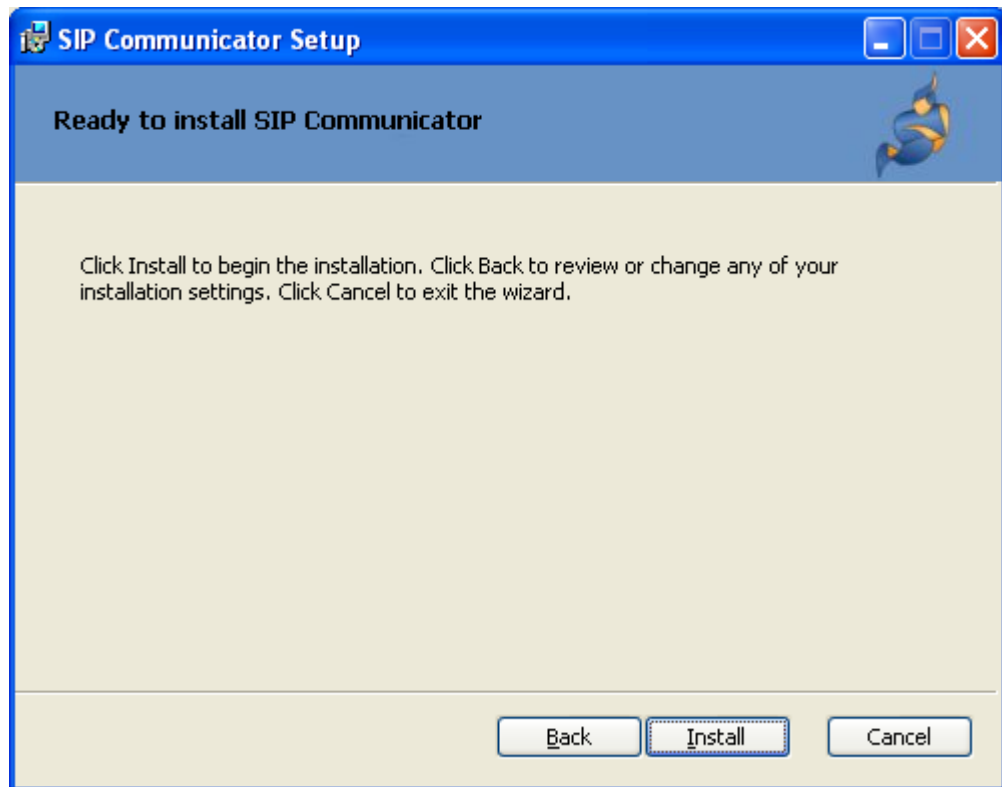 SIP Communicator Setup
Ready to install SIP Communicator
Click Install to begin the installation. Click Back to review or change any of your
installation settings. Click Cancel to exit the wizard.
Back Install Cancel